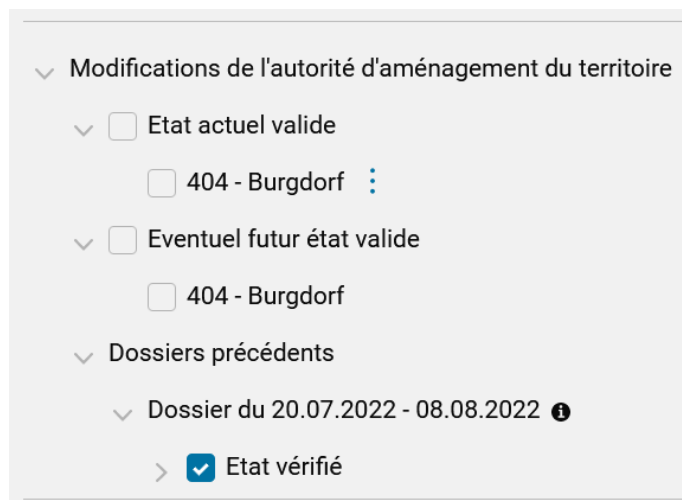 Modifications de l'autorité d'aménagement du territoire
Etat actuel valide
404 - Burgdorf
Eventuel futur état valide
404 - Burgdorf
Dossiers précédents
Dossier du 20.07.2022 - 08.08.2022
Etat vérifié